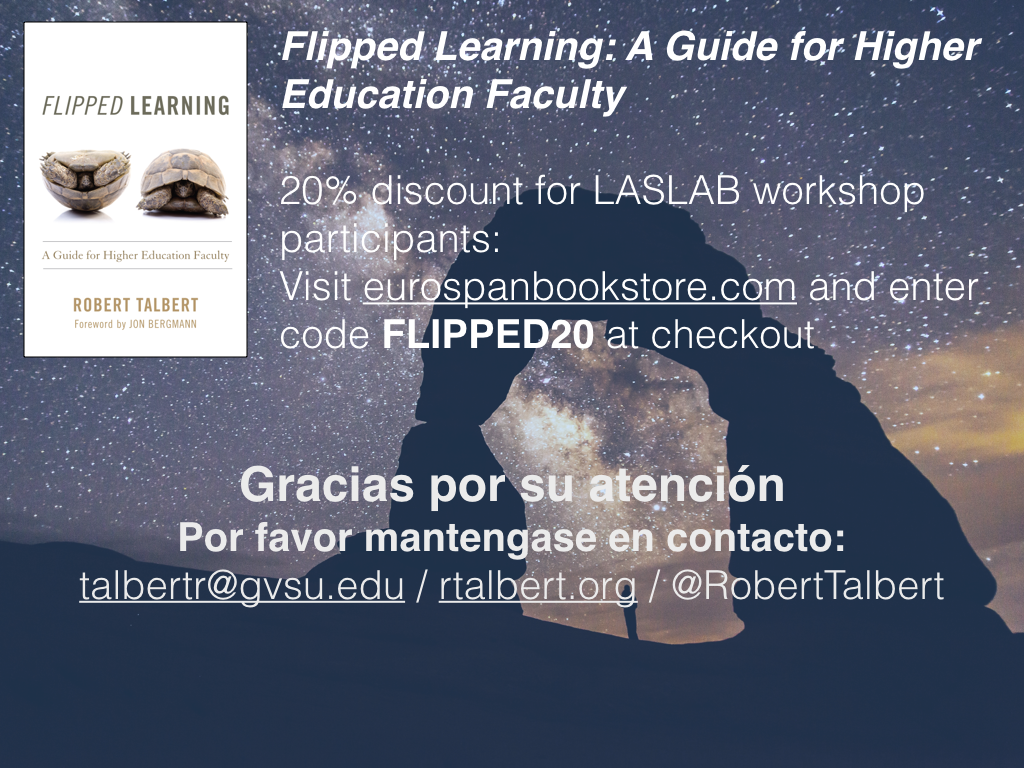 FLIPPED LEARNING
A Guide for Higher Education Faculty
ROBERT TALBERT
Foreword by JON BERGMANN
Flipped Learning: A Guide for Higher
Education Faculty
20% discount for LASLAB workshop
participants:
Visit eurospanbookstore.com and enter
code FLIPPED20 at checkout
Gracias por su atención
Por favor mantengase en contacto:
talbertr@gvsu.edu / rtalbert.org / @RobertTalbert